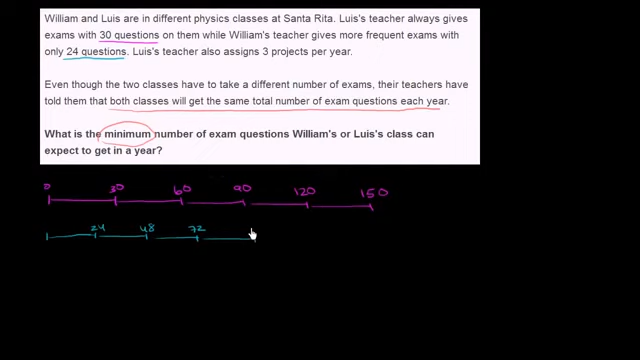 William and Luis are in different physics classes at Santa Rita. Luis's teacher always gives
exams with 30 questions on them while William's teacher gives more frequent exams with
only 24 questions. Luis's teacher also assigns 3 projects per year.
Even though the two classes have to take a different number of exams, their teachers have
told them that both classes will get the same total number of exam questions each year.
What is the minimum number of exam questions William's or Luis's class can
expect to get in a year?
0 30 60 90 120 150
24 48 72